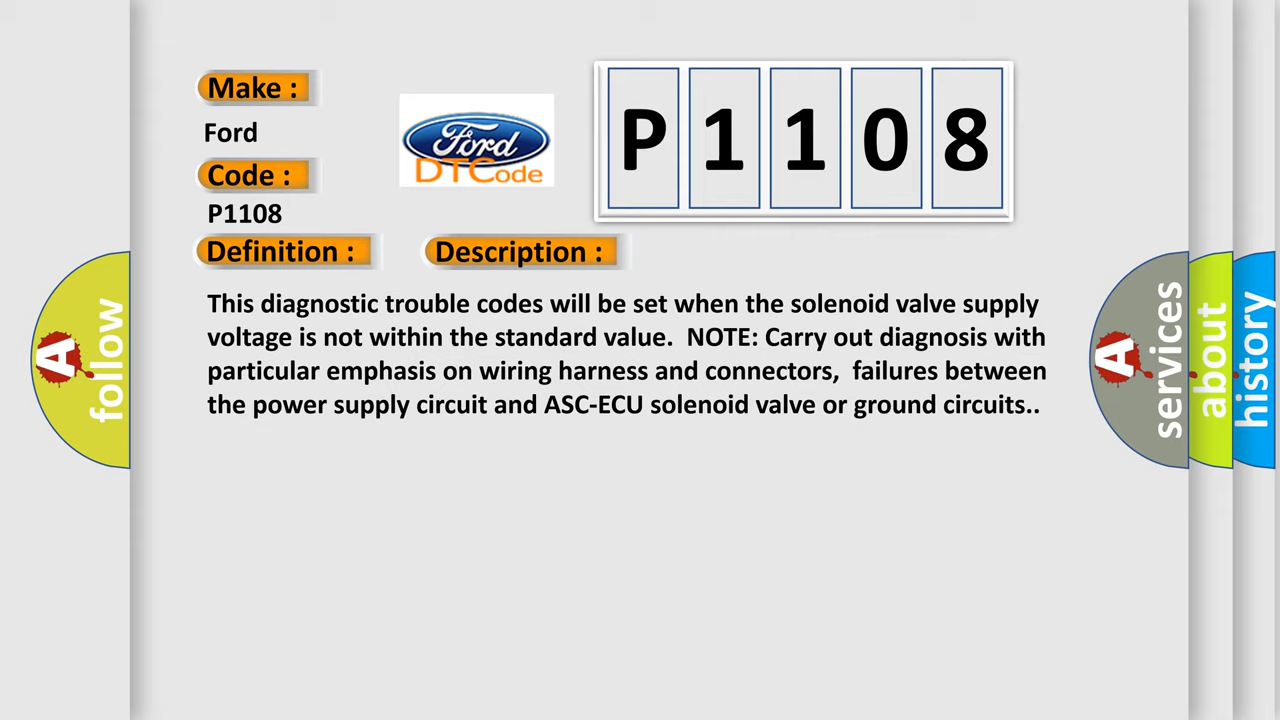 Make :
Ford
Code :
P1108
Definition :
Description :
Ford
DTCode
P 1 1 0 8
This diagnostic trouble codes will be set when the solenoid valve supply
voltage is not within the standard value NOTE: Carry out diagnosis with
particular emphasis on wiring harness and connectors, failures between
the power supply circuit and ASC-ECU solenoid valve or ground circuits..
A follow
A services
about
history